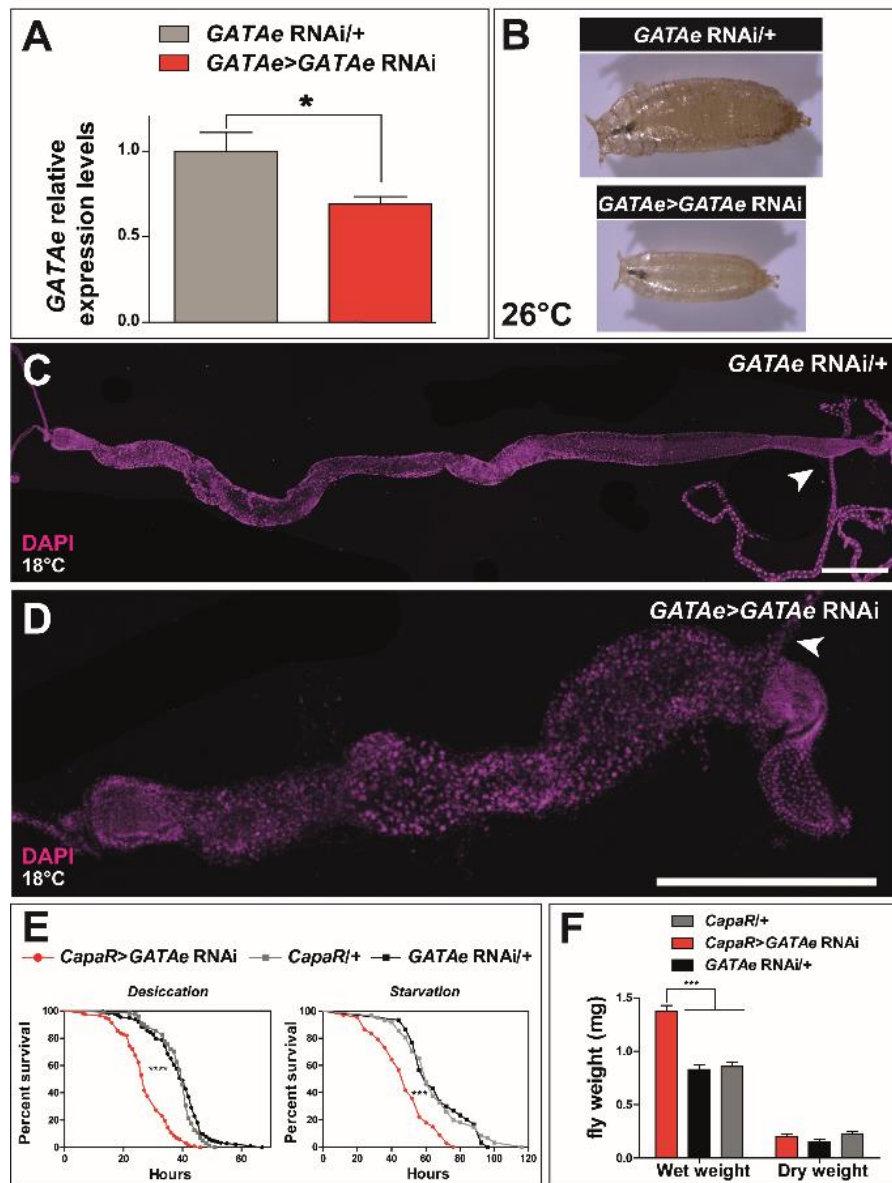 A
GATAe RNAi/+
GATAe>GATAe RNAi
*
GATAe relative
expression levels
1.0
0.5
0.0
B
GATAe RNAi/+
GATAe>GATAe RNAi
26°C
C
GATAe RNAi/+
DAPI
18°C
D
GATAe>GATAe RNAi
DAPI
18°C
E
CapaR>GATAe RNAi CapaR/+ GATAe RNAi/+
Desiccation
Percent survival
100
80
60
40
20
0
****
0 20 40 60
Hours
Starvation
Percent survival
100
80
60
40
20
0
***
0 20 40 60 80 100 120
Hours
F
CapaR/+
CapaR>GATAe RNAi
GATAe RNAi/+
***
fly weight (mg)
1.5
1.0
0.5
0
Wet weight Dry weight